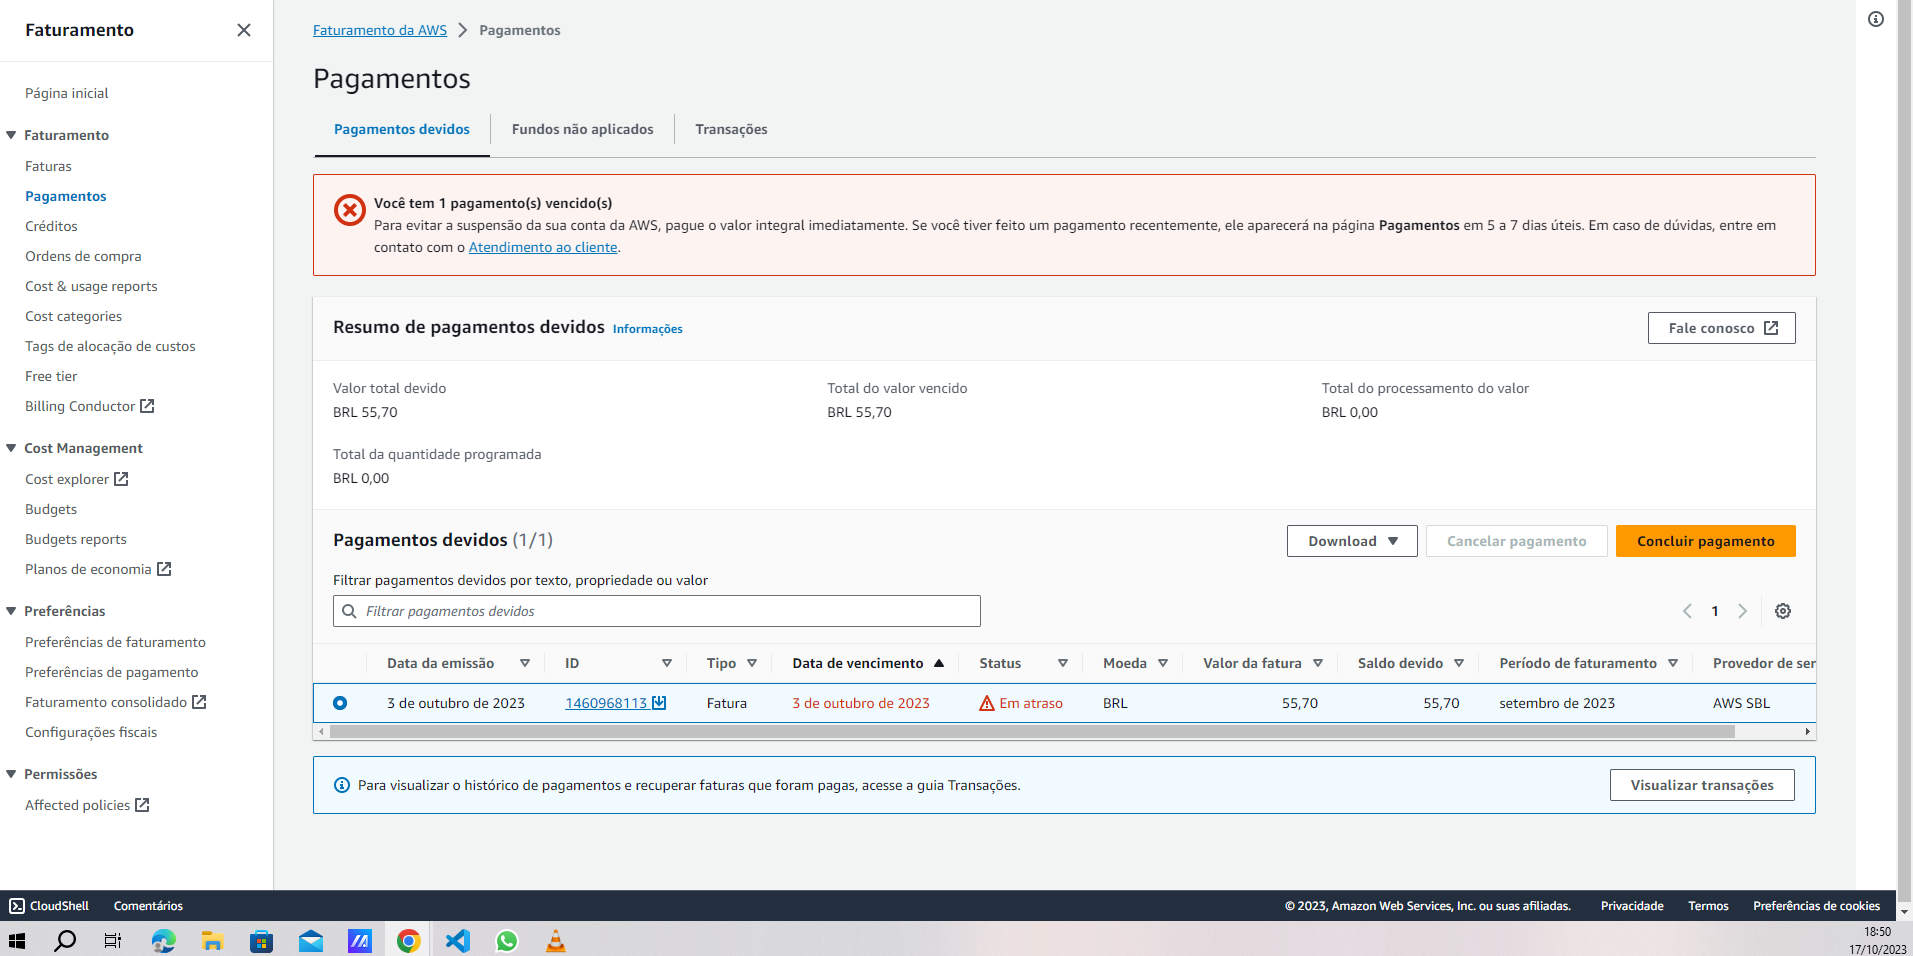 Faturamento
Página inicial
Faturamento
Faturas
Pagamentos
Créditos
Ordens de compra
Cost & usage reports
Cost categories
Tags de alocação de custos
Free tier
Billing Conductor
Cost Management
Cost explorer
Budgets
Budgets reports
Planos de economia
Preferências
Preferências de faturamento
Preferências de pagamento
Faturamento consolidado
Configurações fiscais
Permissões
Affected policies
Faturamento da AWS > Pagamentos
Pagamentos
Pagamentos devidos
Fundos não aplicados
Transações
Você tem 1 pagamento(s) vencido(s)
Para evitar a suspensão da sua conta da AWS, pague o valor integral imediatamente. Se você tiver feito um pagamento recentemente, ele aparecerá na página Pagamentos em 5 a 7 dias úteis. Em caso de dúvidas, entre em
contato com o Atendimento ao cliente.
Resumo de pagamentos devidos Informações
Fale conosco
Valor total devido
BRL 55,70
Total do valor vencido
BRL 55,70
Total do processamento do valor
BRL 0,00
Total da quantidade programada
BRL 0,00
Pagamentos devidos (1/1)
Download
Cancelar pagamento
Concluir pagamento
Filtrar pagamentos devidos por texto, propriedade ou valor
Filtrar pagamentos devidos
1
Data da emissão ID Tipo Data de vencimento Status Moeda Valor da fatura Saldo devido Período de faturamento Provedor de ser
3 de outubro de 2023 1460968113 Fatura 3 de outubro de 2023 Em atraso BRL 55,70 55,70 setembro de 2023 AWS SBL
Para visualizar o histórico de pagamentos e recuperar faturas que foram pagas, acesse a guia Transações.
Visualizar transações
CloudShell Comentários © 2023, Amazon Web Services, Inc. ou suas afiliadas. Privacidade Termos Preferências de cookies
18:50
17/10/2023